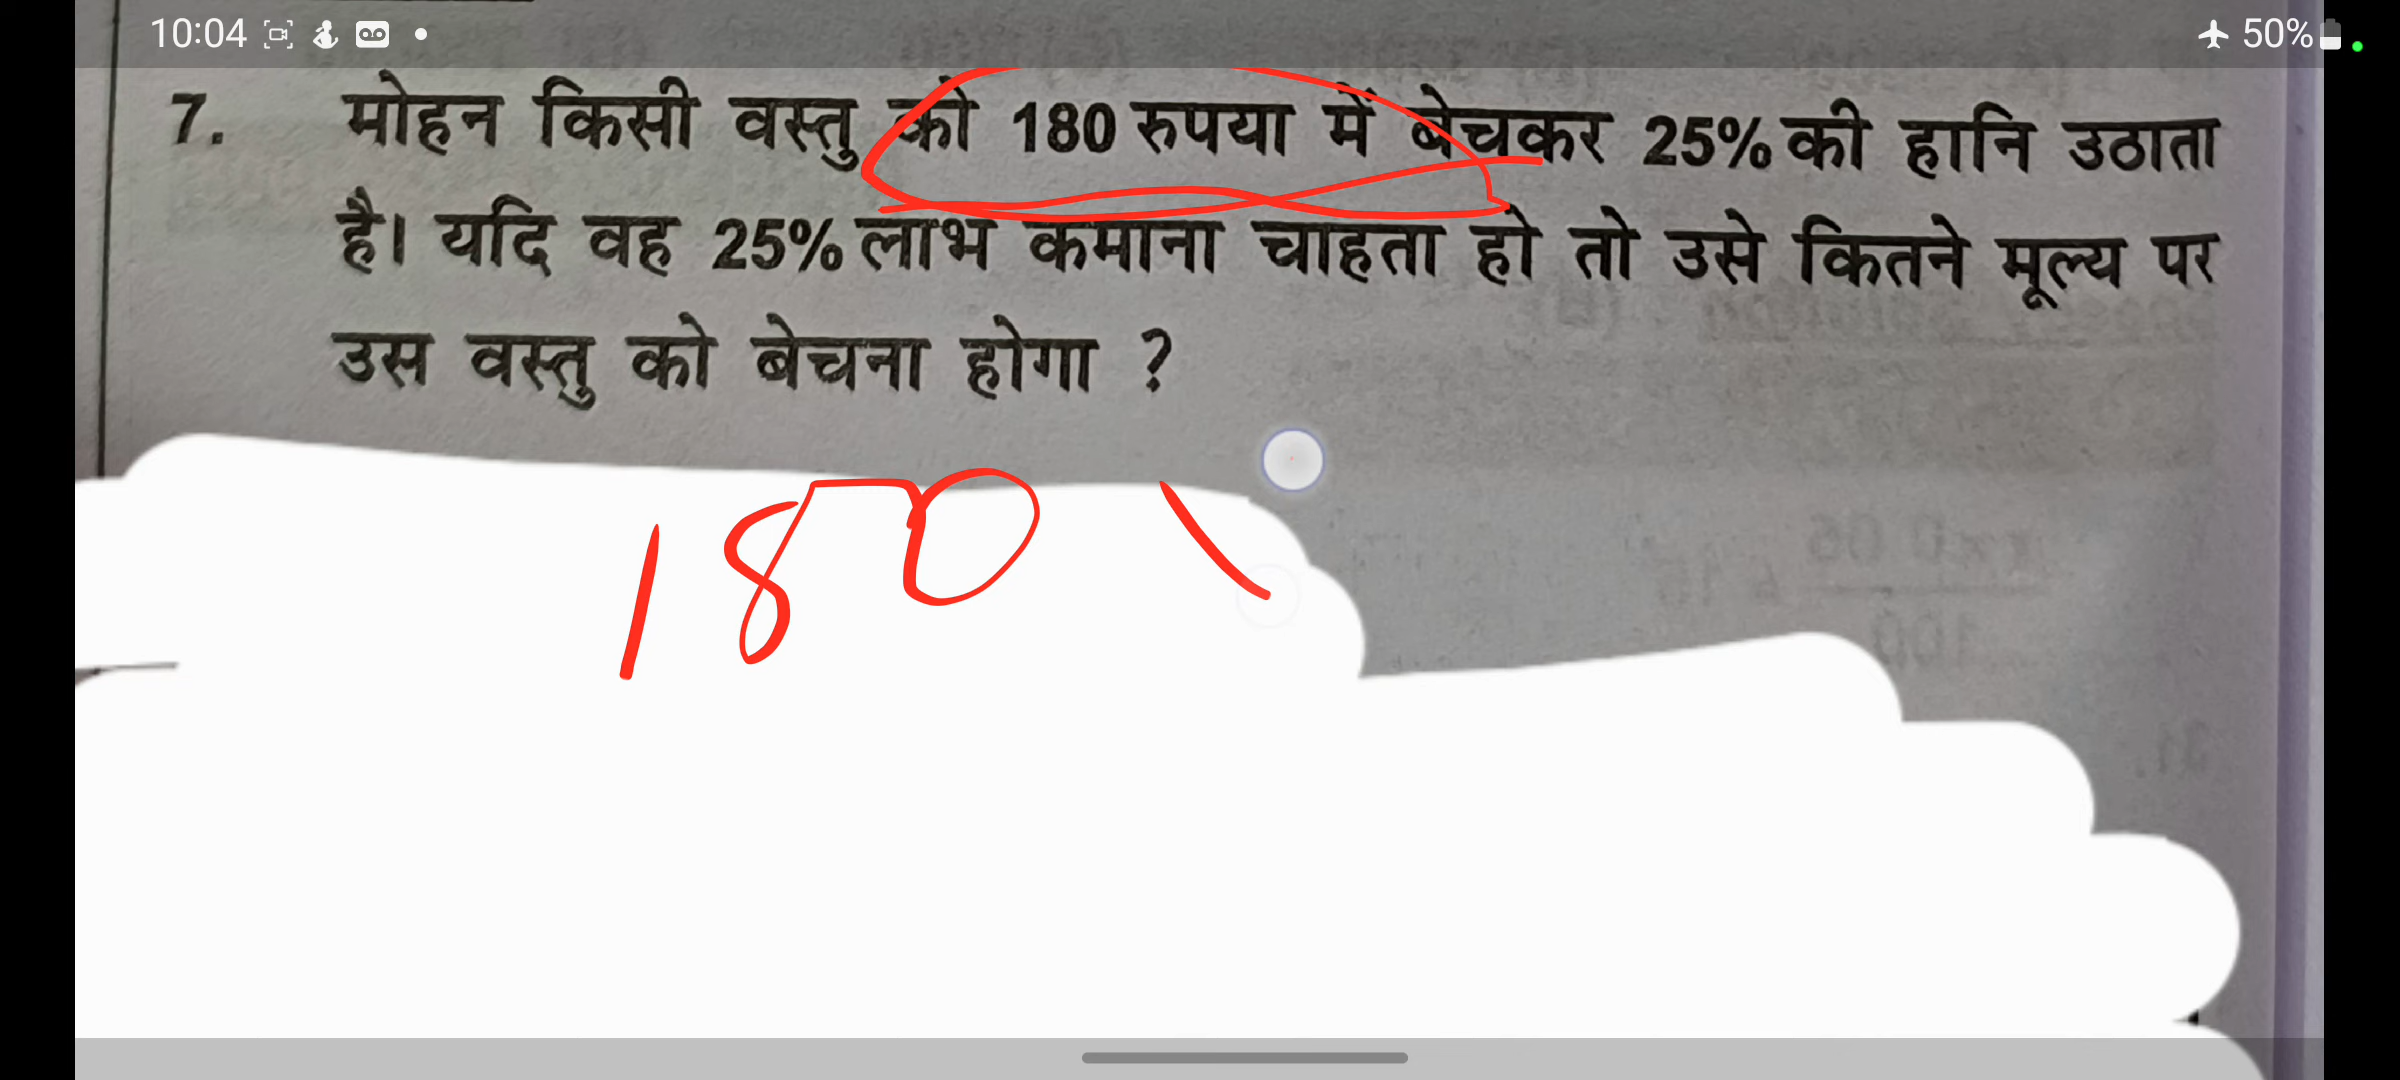 10:04 50%
7. मोहन किसी वस्तु को 180 रुपया में बेचकर 25% की हानि उठाता
है। यदि वह 25% लाभ कमाना चाहता हो तो उसे कितने मूल्य पर
उस वस्तु को बेचना होगा ?
180